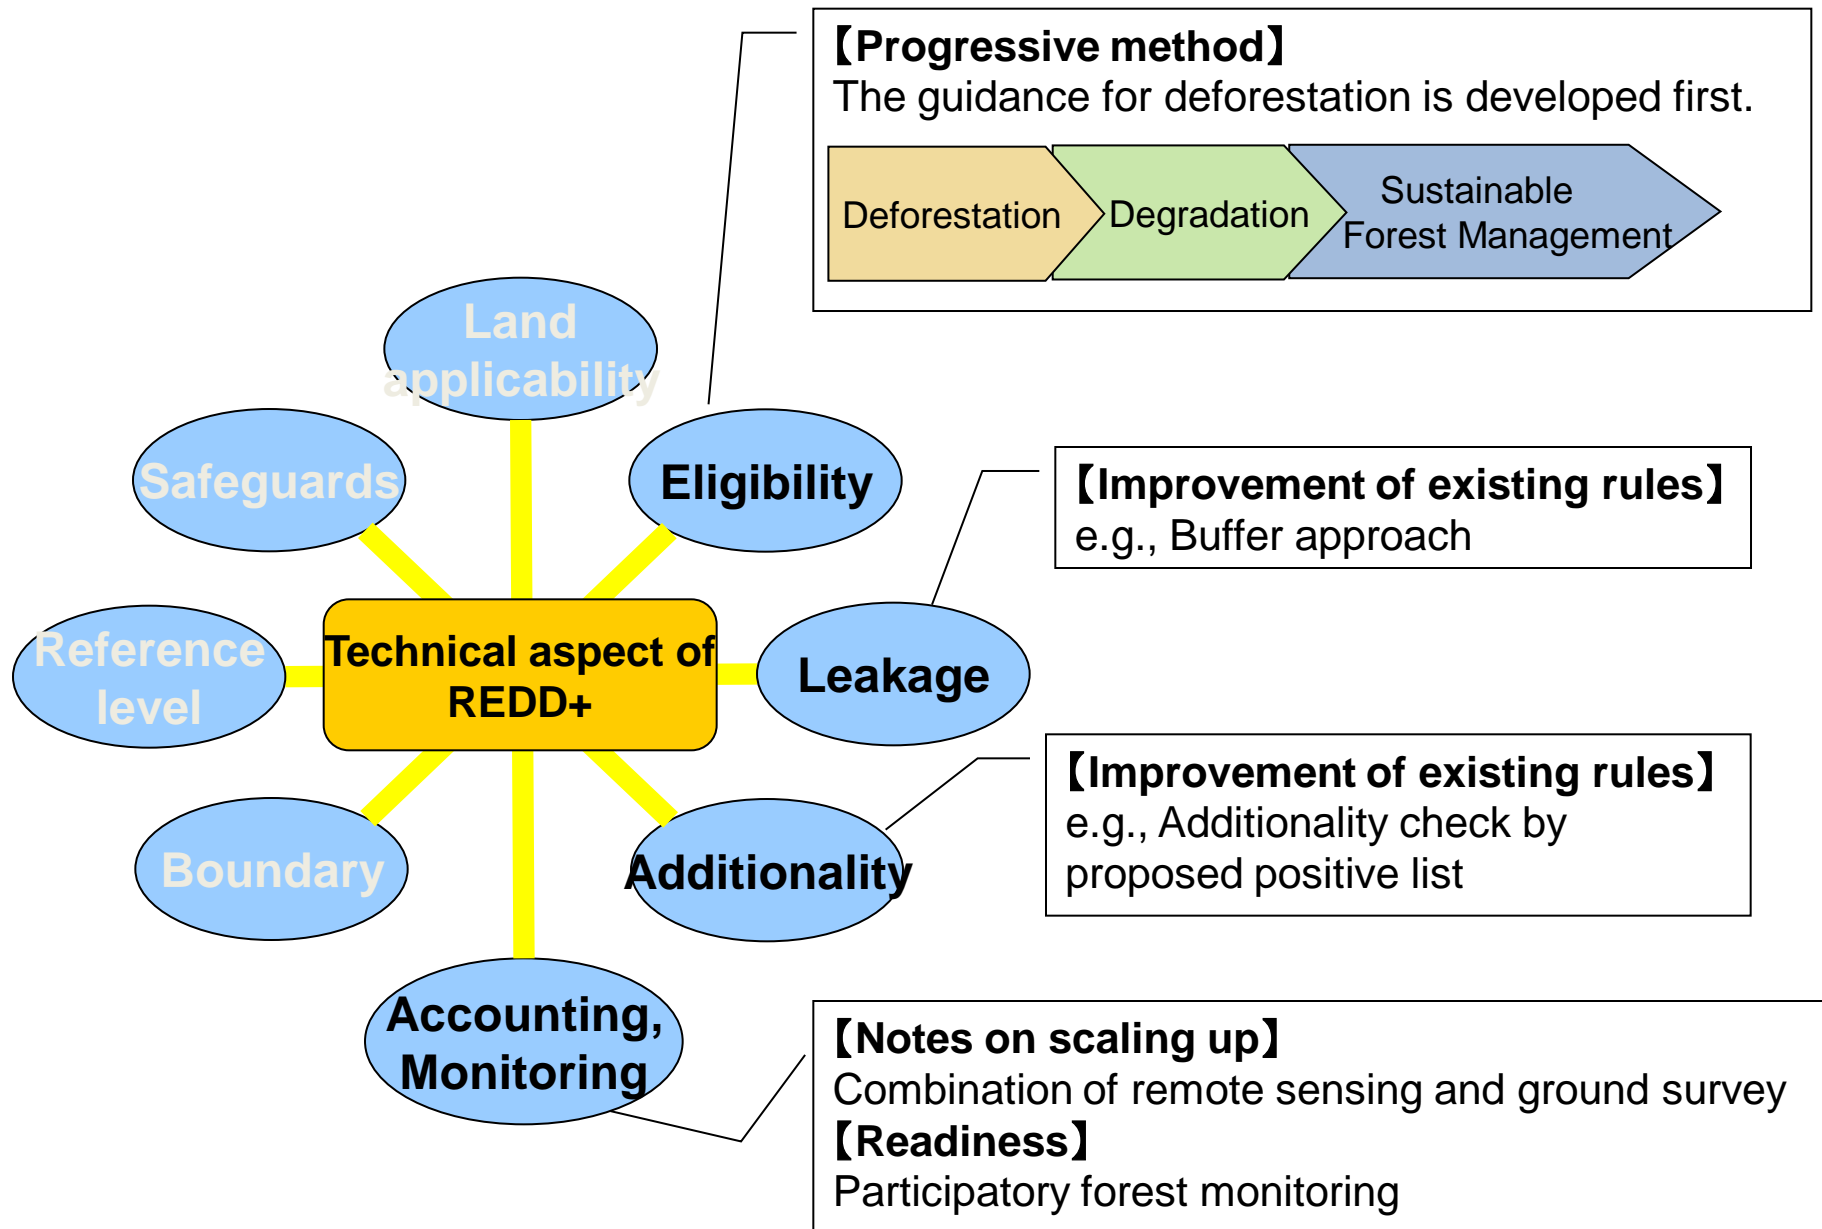 【Progressive method】
The guidance for deforestation is developed first.
Deforestation
Degradation
Sustainable
Forest Management
Land
applicability
Safeguards
Eligibility
【Improvement of existing rules】
e.g., Buffer approach
Reference
level
Technical aspect of
REDD+
Leakage
【Improvement of existing rules】
e.g., Additionality check by
proposed positive list
Boundary
Additionality
Accounting,
Monitoring
【Notes on scaling up】
Combination of remote sensing and ground survey
【Readiness】
Participatory forest monitoring